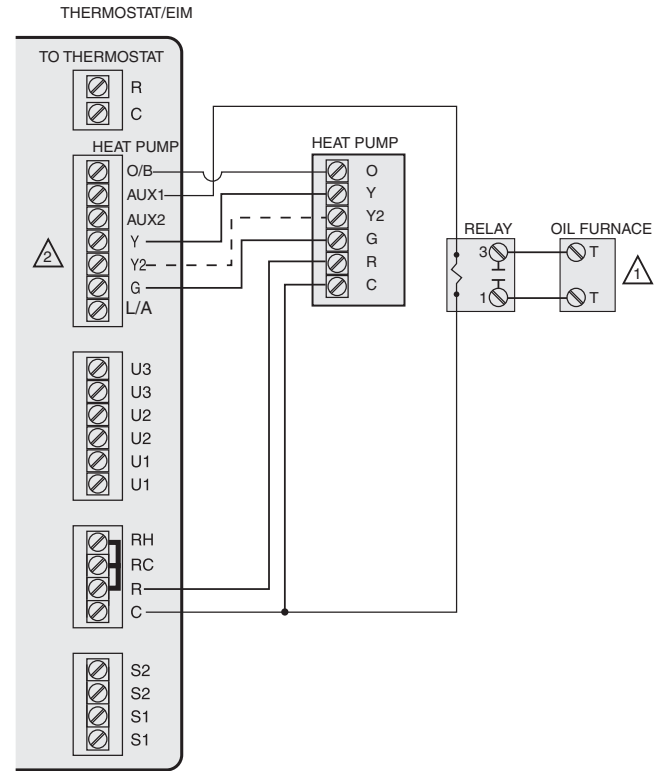 THERMOSTAT/EIM
TO THERMOSTAT
R
C
HEAT PUMP
O/B
AUX1
AUX2
Y
Y2
G
L/A
2
U3
U3
U2
U2
U1
U1
RH
RC
R
C
S2
S2
S1
S1
HEAT PUMP
O
Y
Y2
G
R
C
RELAY
3
1
OIL FURNACE
T
T
1